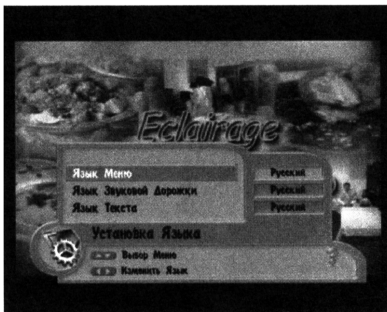 Eclairage
Язык Меню Русский
Язык Звуковой Дорожки Русский
Язык Текста Русский
Установка Языка
Выбор Меню
Изменить Язык